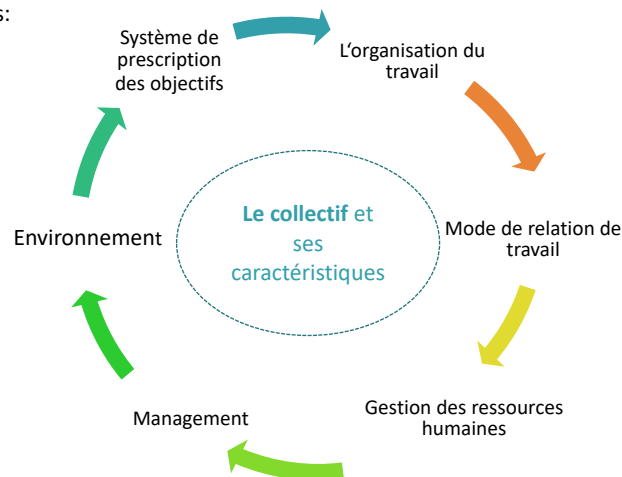 s:
Système de
prescription
des objectifs
L'organisation du
travail
Mode de relation de
travail
Gestion des ressources
humaines
Management
Environnement
Le collectif et
ses
caractéristiques